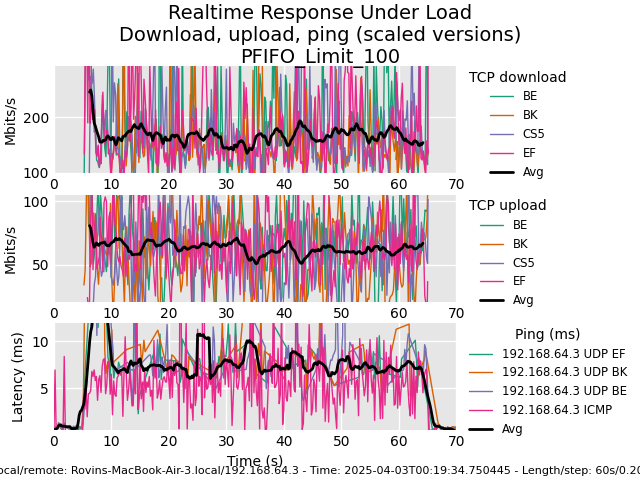 Realtime Response Under Load
Download, upload, ping (scaled versions)
PFIFO_Limit_100
Mbits/s
200
100
0 10 20 30 40 50 60 70
TCP download
BE
BK
CS5
EF
Avg
Mbits/s
100
50
0 10 20 30 40 50 60 70
TCP upload
BE
BK
CS5
EF
Avg
Latency (ms)
10
5
0 10 20 30 40 50 60 70
Time (s)
Ping (ms)
192.168.64.3 UDP EF
192.168.64.3 UDP BK
192.168.64.3 UDP BE
192.168.64.3 ICMP
Avg
ocal/remote: Rovins-MacBook-Air-3.local/192.168.64.3 - Time: 2025-04-03T00:19:34.750445 - Length/step: 60s/0.20